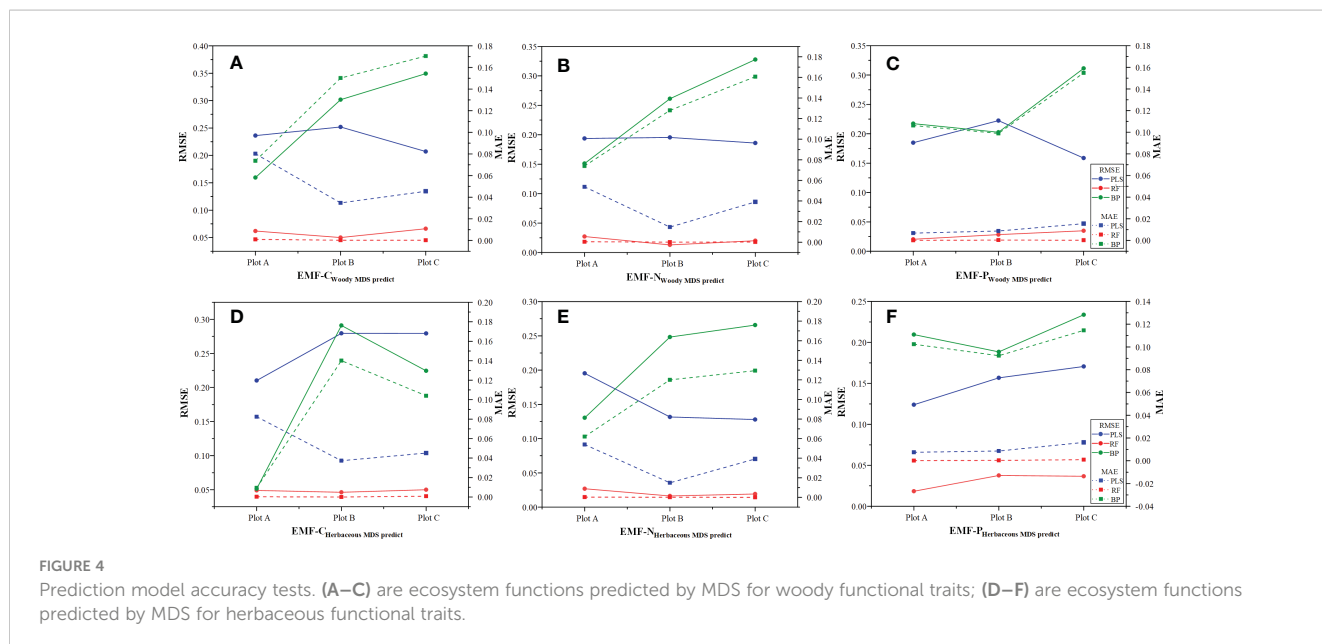 A
RMSE
0.40
0.35
0.30
0.25
0.20
0.15
0.10
0.05
MAE
0.18
0.16
0.14
0.12
0.10
0.08
0.06
0.04
0.02
0.00
Plot A Plot B Plot C
EMF-C Woody MDS predict
B
RMSE
0.35
0.30
0.25
0.20
0.15
0.10
0.05
0.00
MAE
0.18
0.16
0.14
0.12
0.10
0.08
0.06
0.04
0.02
0.00
Plot A Plot B Plot C
EMF-N Woody MDS predict
C
RMSE
0.35
0.30
0.25
0.20
0.15
0.10
0.05
0.00
MAE
0.18
0.16
0.14
0.12
0.10
0.08
0.06
0.04
0.02
0.00
RMSE
PLS
RF
BP
MAE
PLS
RF
BP
Plot A Plot B Plot C
EMF-P Woody MDS predict
D
RMSE
0.30
0.25
0.20
0.15
0.10
0.05
MAE
0.20
0.18
0.16
0.14
0.12
0.10
0.08
0.06
0.04
0.02
0.00
Plot A Plot B Plot C
EMF-C Herbaceous MDS predict
E
RMSE
0.30
0.25
0.20
0.15
0.10
0.05
0.00
MAE
0.20
0.18
0.16
0.14
0.12
0.10
0.08
0.06
0.04
0.02
0.00
Plot A Plot B Plot C
EMF-N Herbaceous MDS predict
F
RMSE
0.25
0.20
0.15
0.10
0.05
0.00
MAE
0.14
0.12
0.10
0.08
0.06
0.04
0.02
0.00
-0.02
-0.04
RMSE
PLS
RF
BP
MAE
PLS
RF
BP
Plot A Plot B Plot C
EMF-P Herbaceous MDS predict
FIGURE 4
Prediction model accuracy tests. (A–C) are ecosystem functions predicted by MDS for woody functional traits; (D–F) are ecosystem functions
predicted by MDS for herbaceous functional traits.